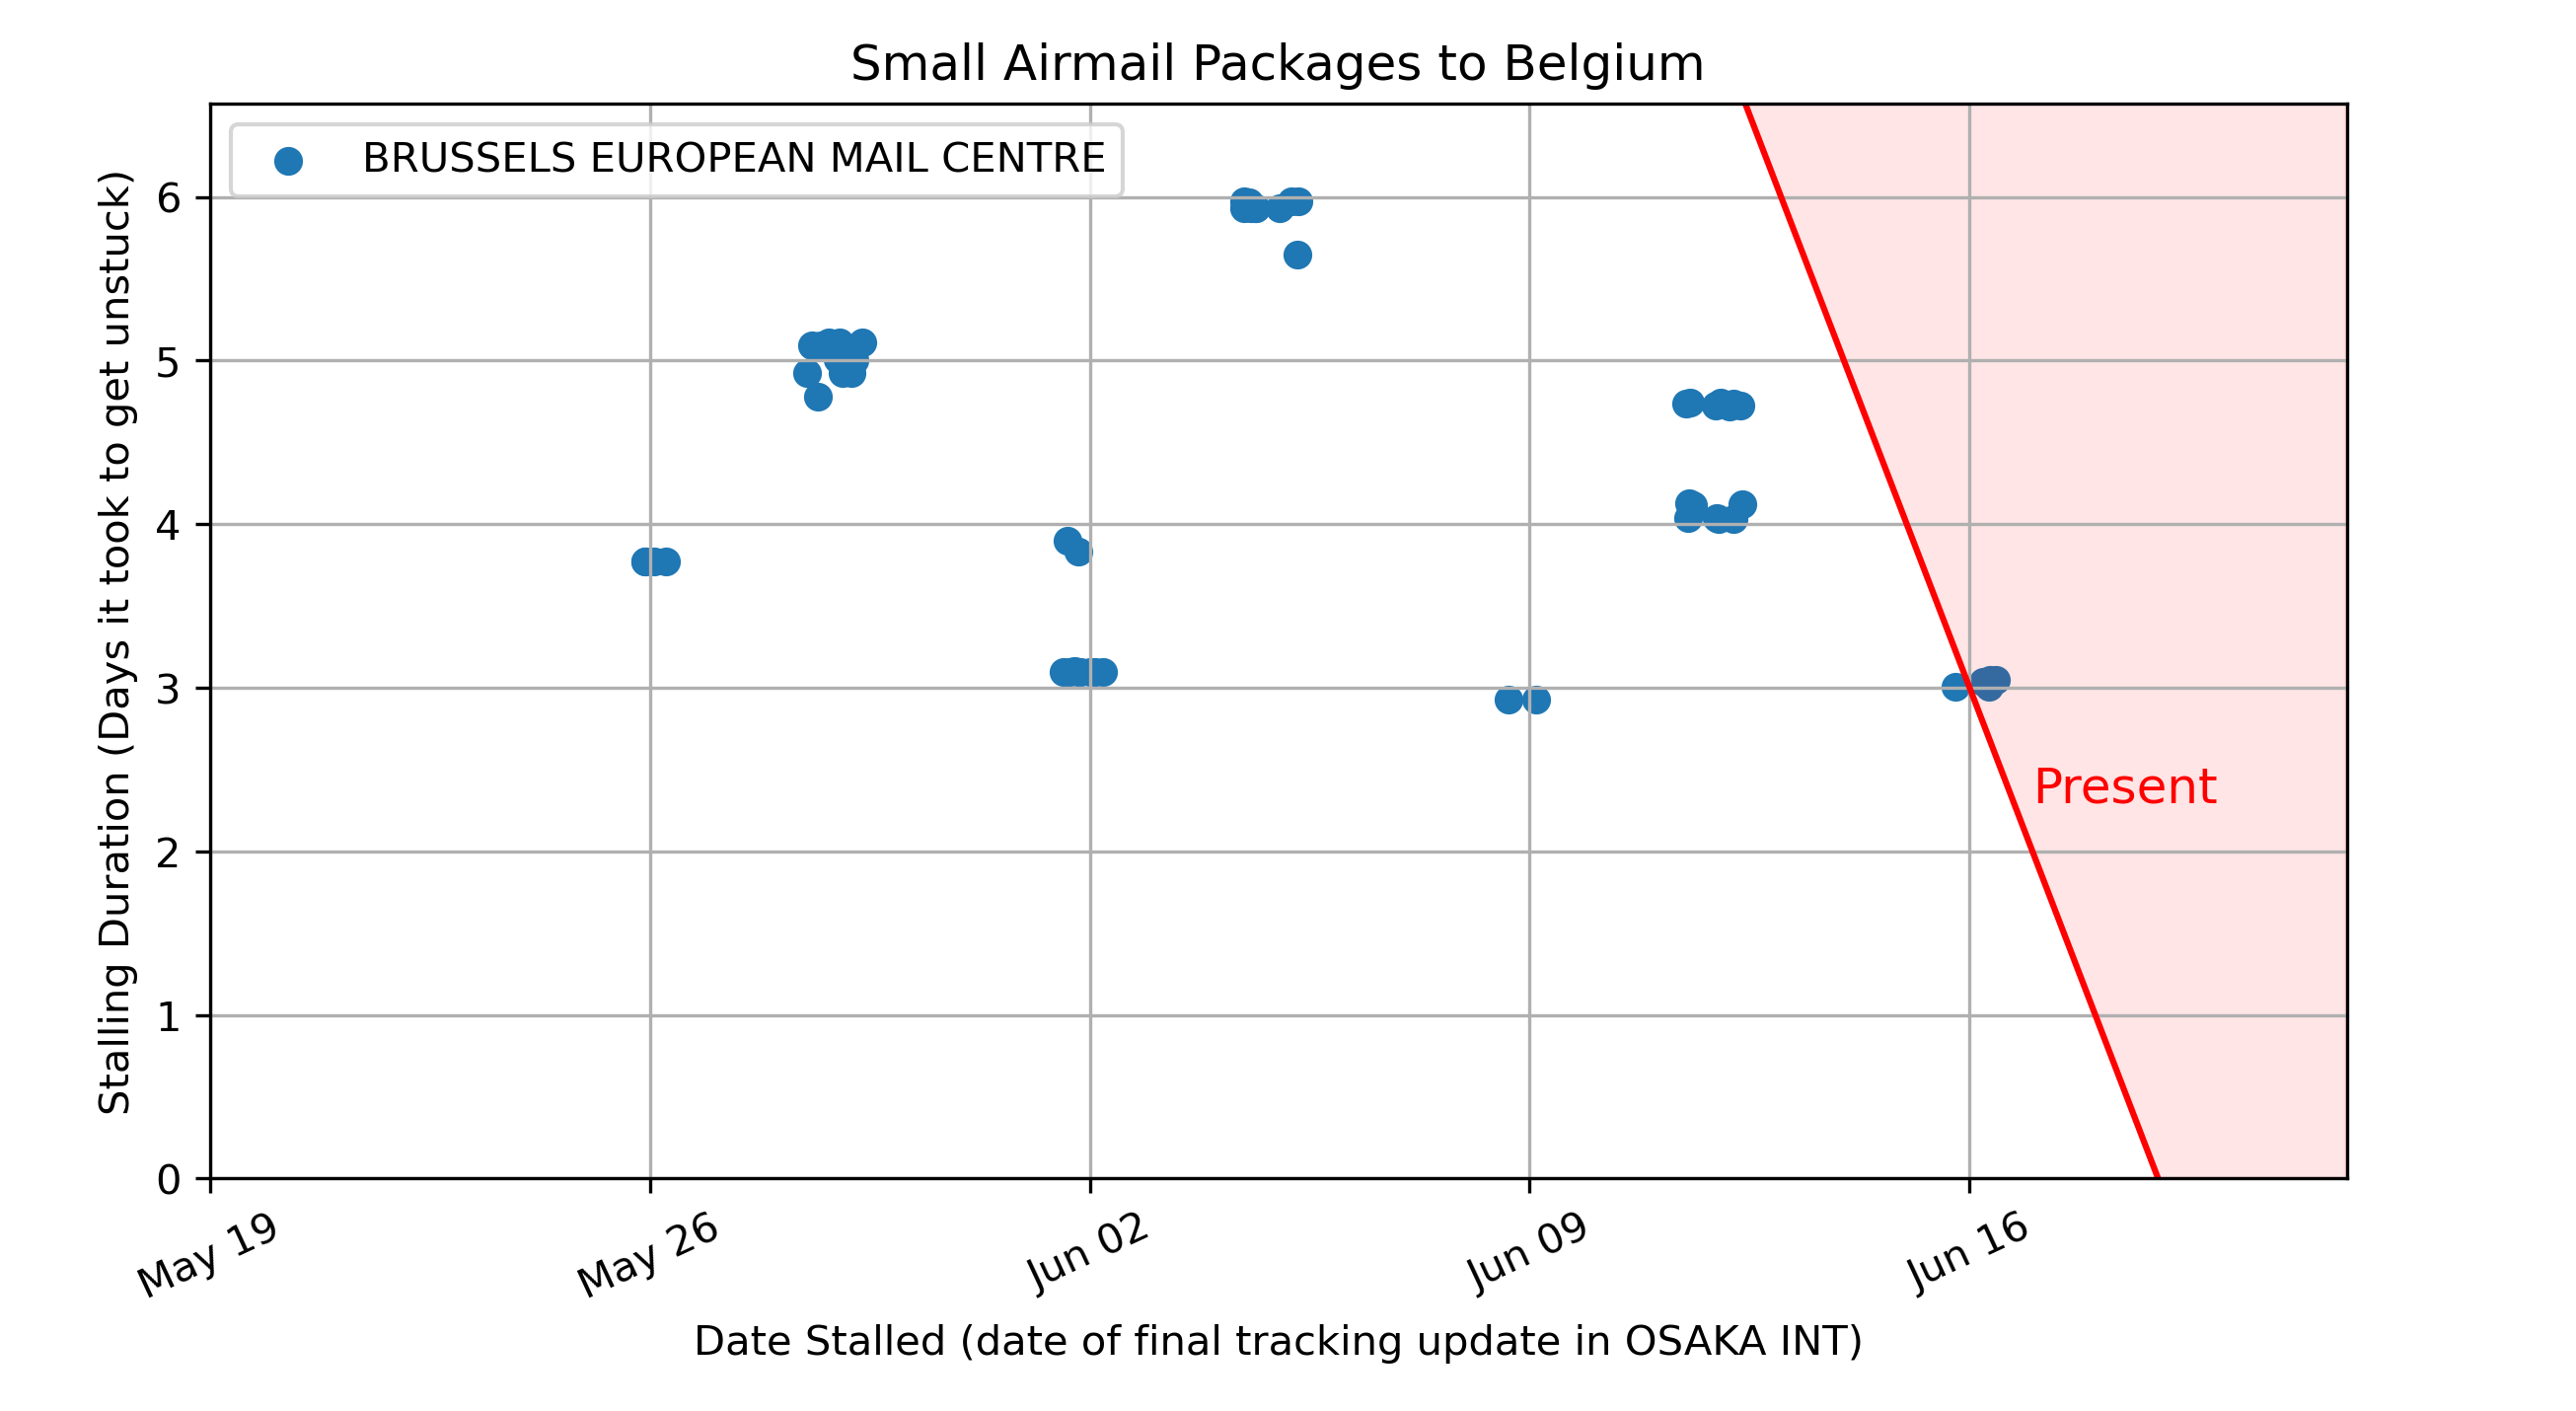 Small Airmail Packages to Belgium
BRUSSELS EUROPEAN MAIL CENTRE
Stalling Duration (Days it took to get unstuck)
6
5
4
3
2
1
0
Present
May 19
May 26
Jun 02
Jun 09
Jun 16
Date Stalled (date of final tracking update in OSAKA INT)